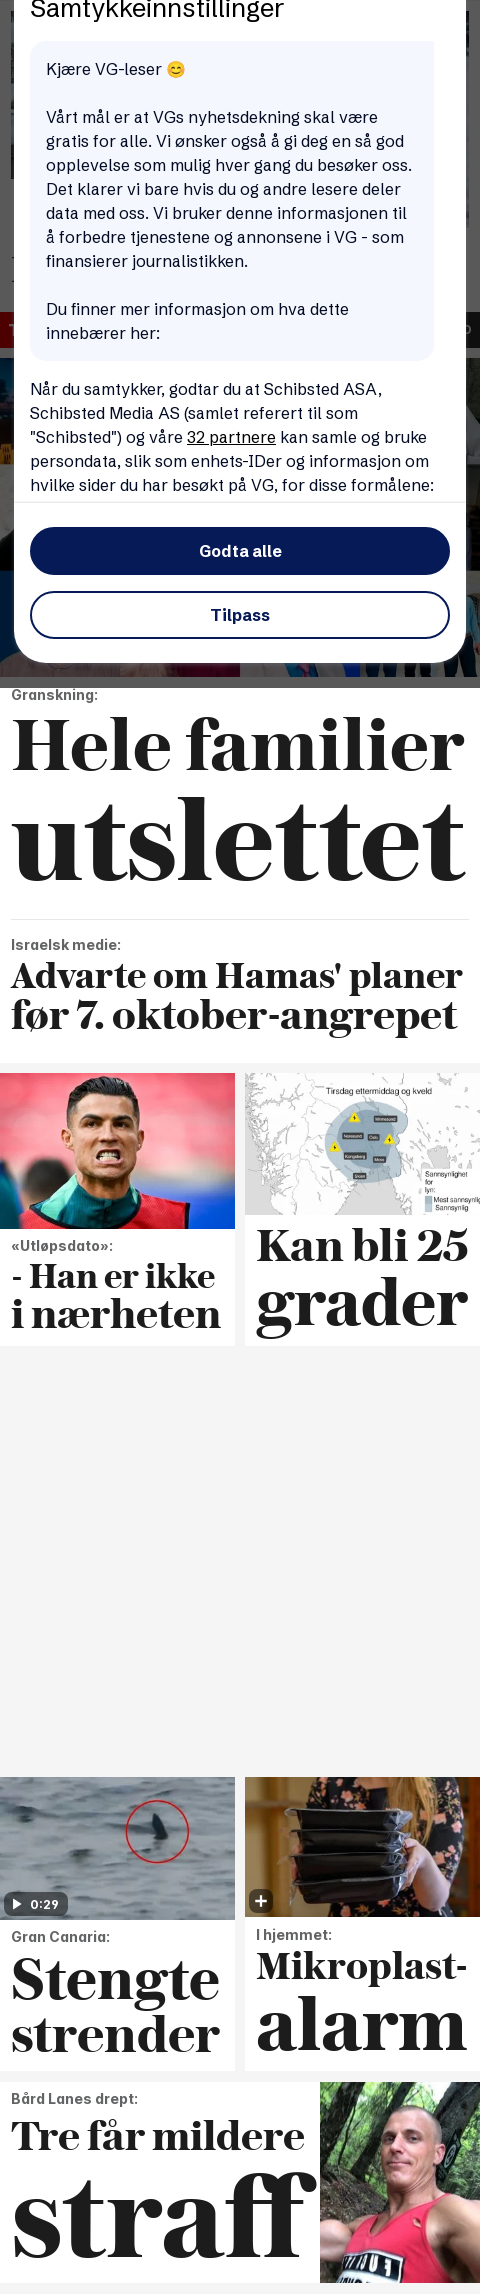 Samtykkeinnstillinger
Kjære VG-leser 😊
Vårt mål er at VGs nyhetsdekning skal være
gratis for alle. Vi ønsker også å gi deg en så god
opplevelse som mulig hver gang du besøker oss.
Det klarer vi bare hvis du og andre lesere deler
data med oss. Vi bruker denne informasjonen til
å forbedre tjenestene og annonsene i VG - som
finansierer journalistikken.
Du finner mer informasjon om hva dette
innebærer her:
Når du samtykker, godtar du at Schibsted ASA,
Schibsted Media AS (samlet referert til som
"Schibsted") og våre 32 partnere kan samle og bruke
persondata, slik som enhets-IDer og informasjon om
hvilke sider du har besøkt på VG, for disse formålene:
Godta alle
Tilpass
Granskning:
Hele familier
utslettet
Israelsk medie:
Advarte om Hamas' planer
før 7. oktober-angrepet
«Utløpsdato»:
- Han er ikke
i nærheten
Tirsdag ettermiddag og kveld
Oslo
Kongsberg
Moss
Skien
Sannsynlighet
for
lyn:
Mest sannsynlig
Sannsynlig
Kan bli 25
grader
0:29
Gran Canaria:
Stengte
strender
I hjemmet:
Mikroplast-
alarm
Bård Lanes drept:
Tre får mildere
straff